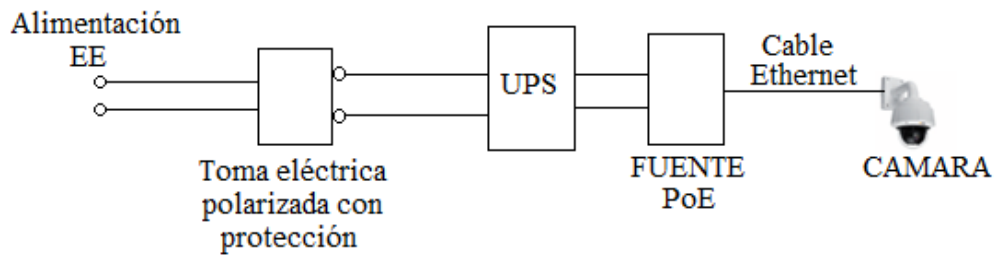 Alimentación
EE
Toma eléctrica
polarizada con
protección
UPS
FUENTE
PoE
Cable
Ethernet
CAMARA